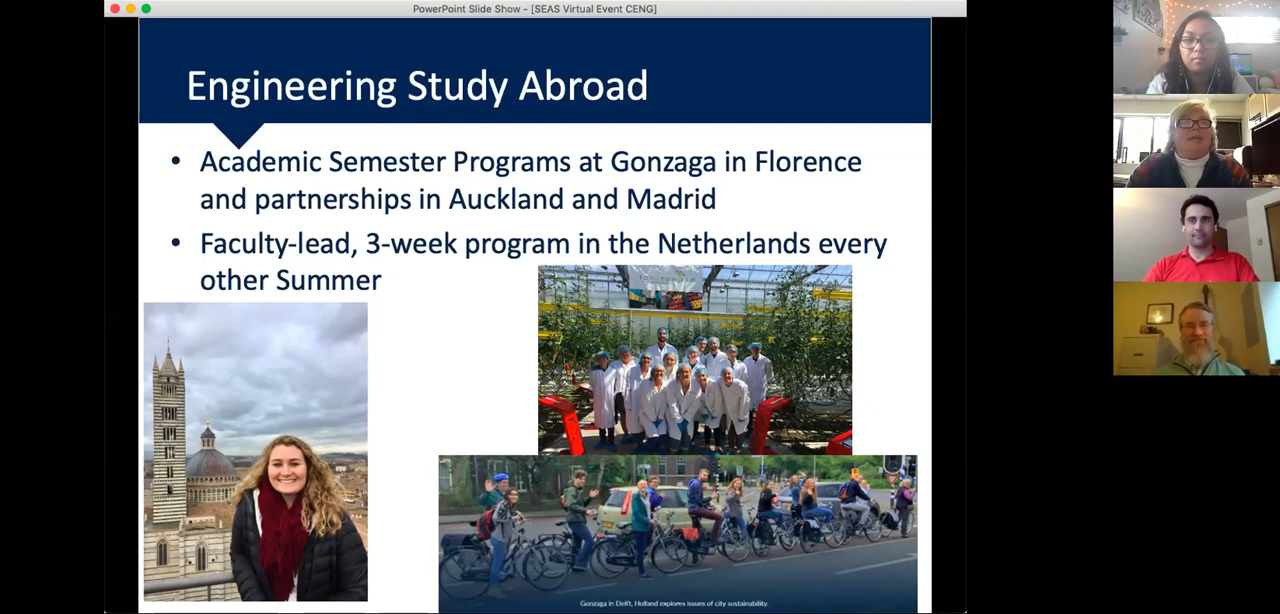 PowerPoint Slide Show - [SEAS Virtual Event CENG]
Engineering Study Abroad
• Academic Semester Programs at Gonzaga in Florence
and partnerships in Auckland and Madrid
• Faculty-lead, 3-week program in the Netherlands every
other Summer
Gonzaga in Delft, Holland explores issues of city sustainability.